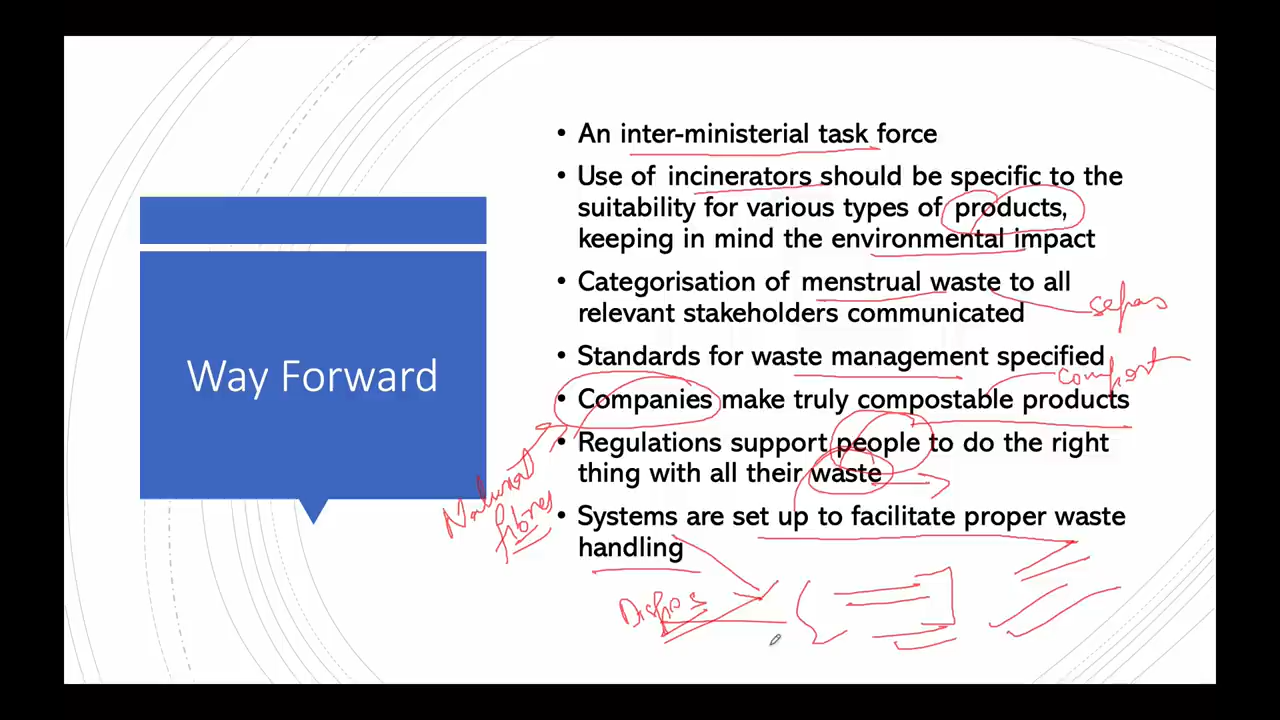 Way Forward
• An inter-ministerial task force
• Use of incinerators should be specific to the
suitability for various types of products,
keeping in mind the environmental impact
• Categorisation of menstrual waste to all
relevant stakeholders communicated
sepas
• Standards for waste management specified
compost
• Companies make truly compostable products
• Regulations support people to do the right
thing with all their waste
Natural
fibres
• Systems are set up to facilitate proper waste
handling
Dispos